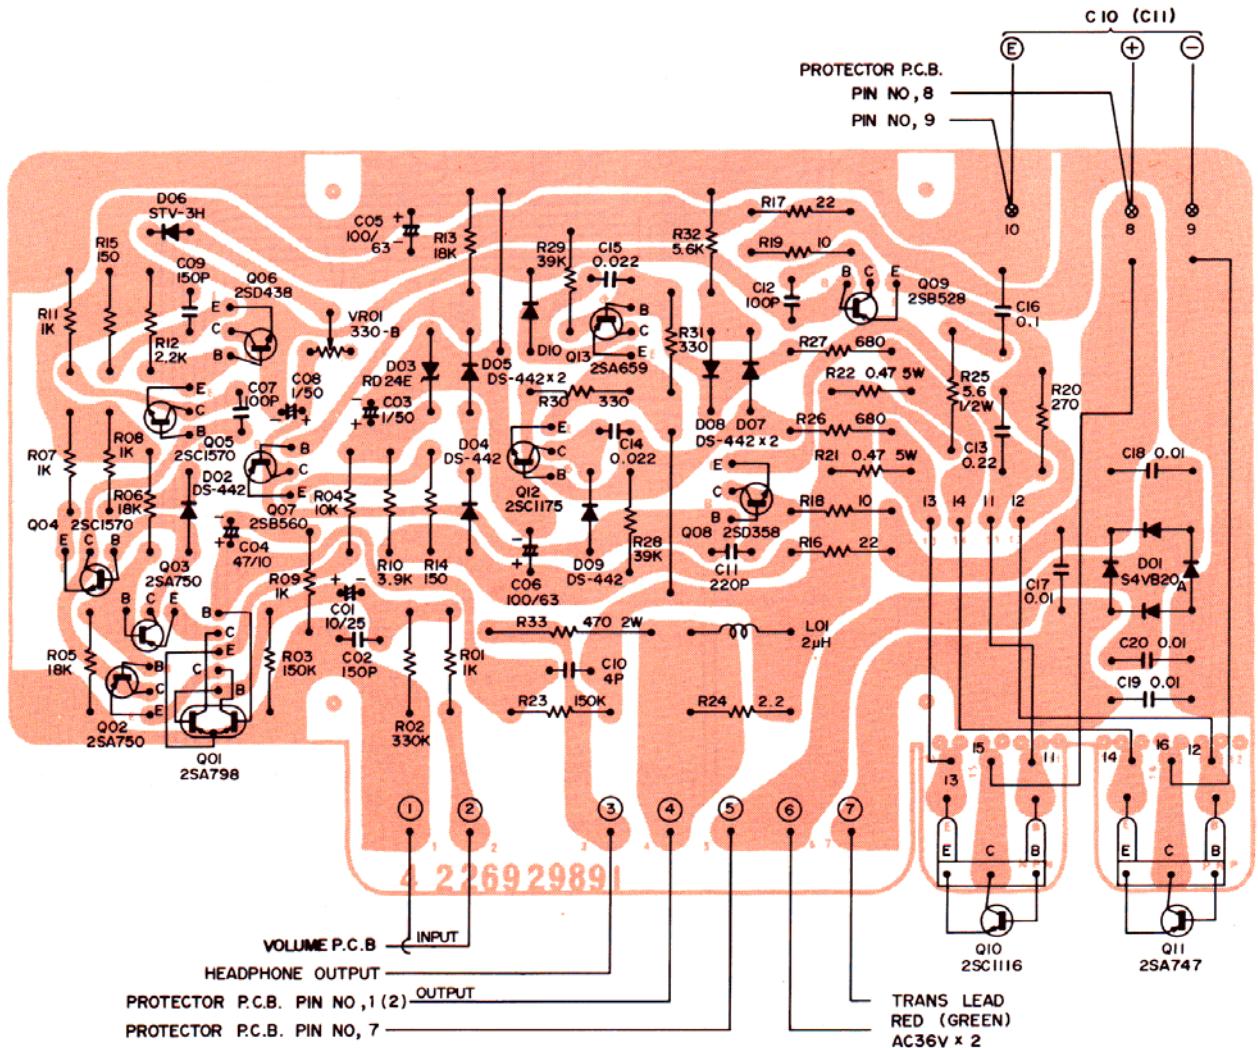 C10 (C11)
E + −
PROTECTOR P.C.B.
PIN NO, 8
PIN NO, 9
10 8 9
D06
STV-3H
C05
100/
63
+
−
R13
18K
R15
150
C09
150P
Q06
2SD438
E
C
B
R11
1K
R12
2.2K
VR01
330-B
R29
39K
C15
0.022
R32
5.6K
R17 22
R19 10
C12
100P
B C E
Q09
2SB528
C16
0.1
D03
RD24E
D05
DS-442×2
D10
Q13
2SA659
B
C
E
R31
330
R27 680
R22 0.47 5W
R25
5.6
1/2W
R20
270
C07
100P
C08
1/50
−
+
C03
1/50
−
+
R30 330
D08 D07
DS-442×2
R26 680
R21 0.47 5W
C13
0.22
E
C
B
Q05
2SC1570
R07
1K
R08
1K
D02
DS-442
B
C
E
Q07
2SB560
D04
DS-442
E
C
B
Q12
2SC1175
C14
0.022
E
C
B
Q08 2SD358
R18 10
R16 22
13 14 11 12
C18 0.01
R06
18K
R04
10K
Q04 2SC1570
E C B
C04
47/10
−
+
Q03
2SA750
B C E
R09
1K
R10
3.9K
R14
150
C06
100/63
−
+
D09
DS-442
R28
39K
C11
220P
C17
0.01
D01
S4VB20
A
C01
10/25
+ −
C02
150P
R33 470 2W
L01
2μH
C20 0.01
C19 0.01
R05
18K
R03
150K
R01
1K
C10
4P
R23 150K
R24 2.2
R02
330K
B
C
E
C
B
B
C
E
Q02
2SA750
Q01
2SA798
13 15 11
14 16 12
1 2 3 4 5 6 7
1 2 3 4 5 6 7
42269289 91
E C B
NPN
E C B
PNP
Q10
2SC1116
Q11
2SA747
VOLUME P.C.B INPUT
HEADPHONE OUTPUT
PROTECTOR P.C.B. PIN NO, 1 (2) OUTPUT
PROTECTOR P.C.B. PIN NO, 7
TRANS LEAD
RED (GREEN)
AC36V × 2